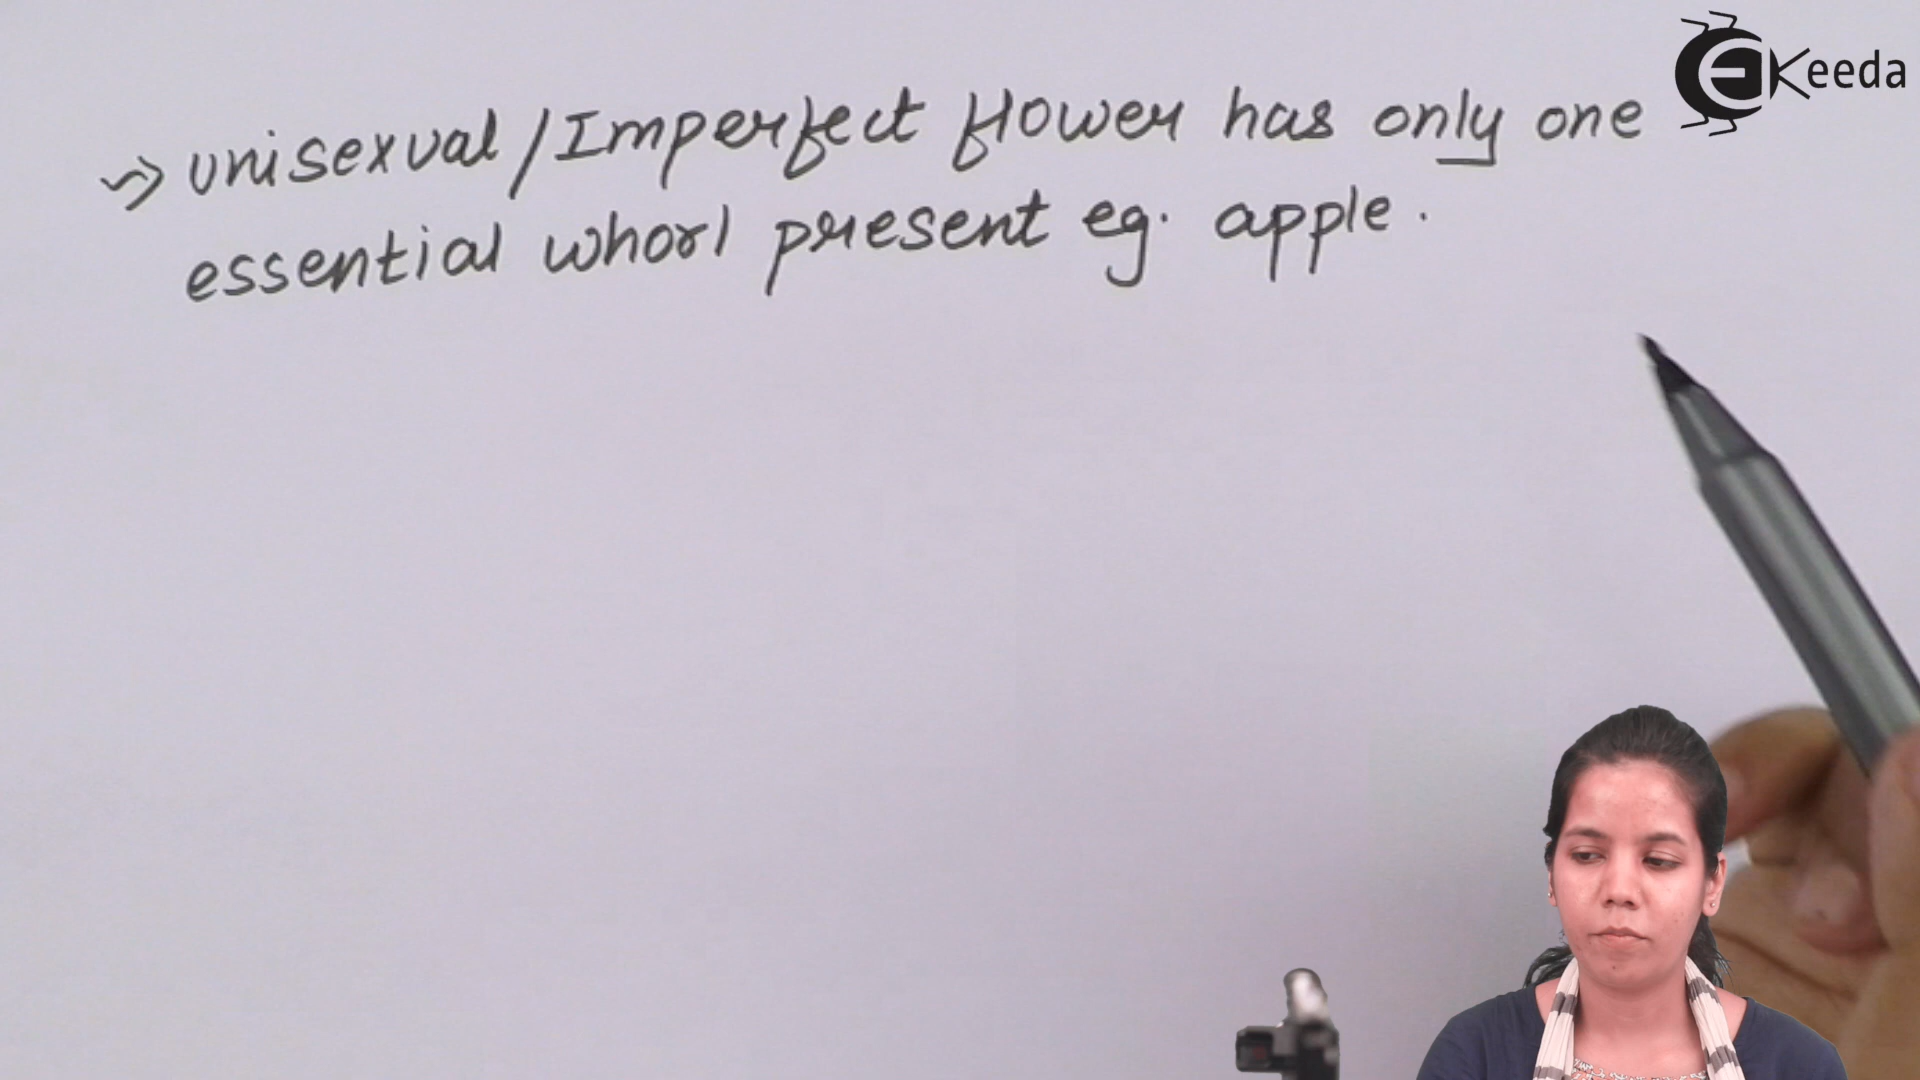 Keeda
~> unisexual / Imperfect flower has only one
essential whorl present eg. apple.